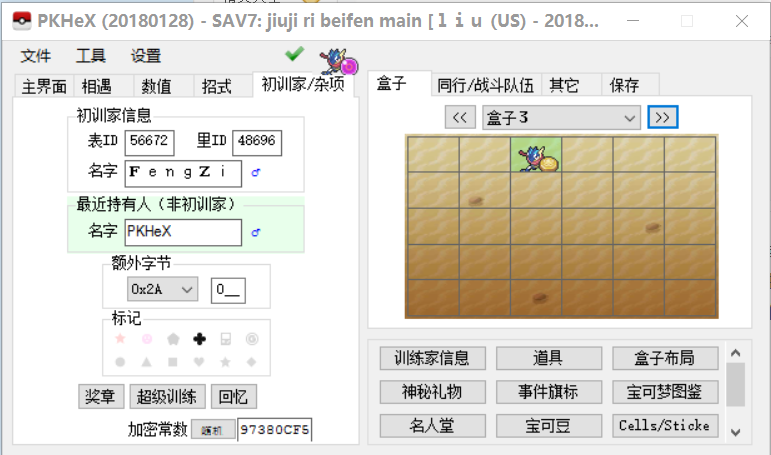 PKHeX (20180128) - SAV7: jiuji ri beifen main [ l i u (US) - 2018...
文件 工具 设置
主界面 相遇 数值 招式 初训家/杂项
初训家信息
表ID 56672 里ID 48696
名字 F e n g Z i ♂
最近持有人（非初训家）
名字 PKHeX ♂
额外字节
0x2A 0__
标记
奖章 超级训练 回忆
加密常数 随机 97380CF5
盒子 同行/战斗队伍 其它 保存
<< 盒子3 >>
训练家信息 道具 盒子布局
神秘礼物 事件旗标 宝可梦图鉴
名人堂 宝可豆 Cells/Sticke